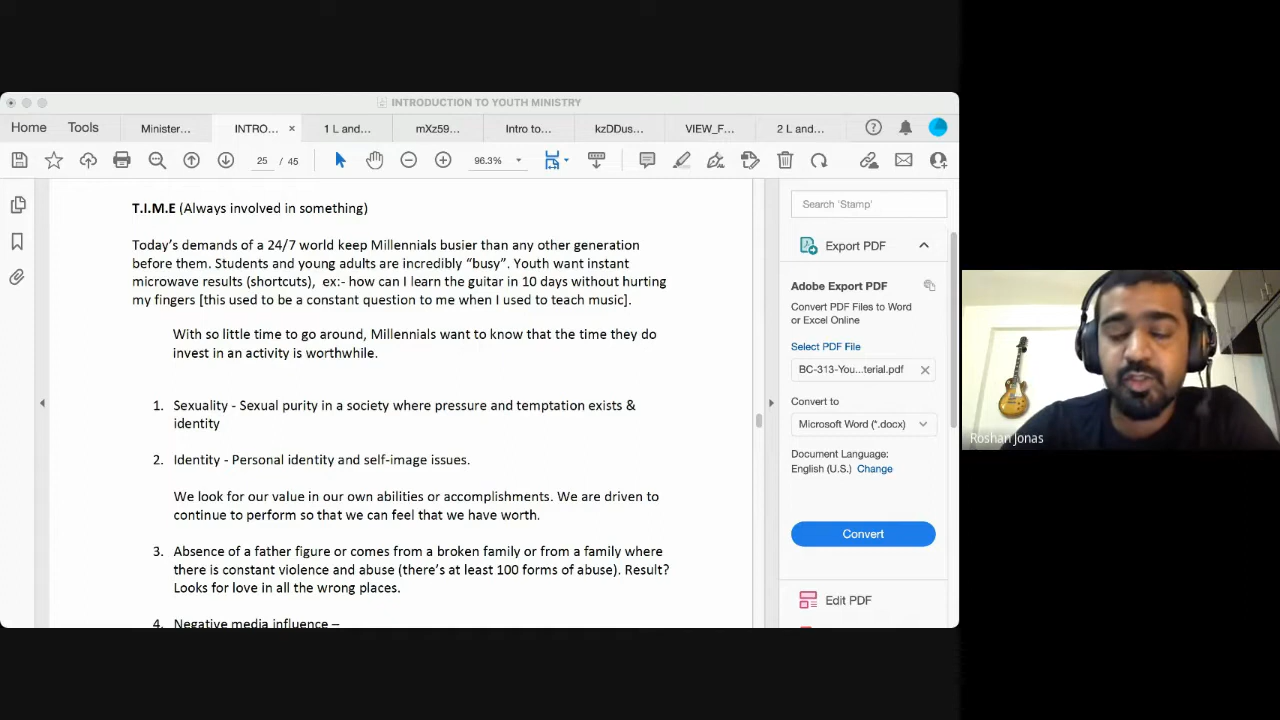 INTRODUCTION TO YOUTH MINISTRY
Home Tools Minister... INTRO... × 1 L and... mXz59... Intro to... kzDDus... VIEW_F... 2 L and...
25 / 45 96.3%
T.I.M.E (Always involved in something)
Today's demands of a 24/7 world keep Millennials busier than any other generation
before them. Students and young adults are incredibly “busy”. Youth want instant
microwave results (shortcuts), ex:- how can I learn the guitar in 10 days without hurting
my fingers [this used to be a constant question to me when I used to teach music].
With so little time to go around, Millennials want to know that the time they do
invest in an activity is worthwhile.
1. Sexuality - Sexual purity in a society where pressure and temptation exists &
identity
2. Identity - Personal identity and self-image issues.
We look for our value in our own abilities or accomplishments. We are driven to
continue to perform so that we can feel that we have worth.
3. Absence of a father figure or comes from a broken family or from a family where
there is constant violence and abuse (there's at least 100 forms of abuse). Result?
Looks for love in all the wrong places.
4. Negative media influence –
Search 'Stamp'
Export PDF
Adobe Export PDF
Convert PDF Files to Word
or Excel Online
Select PDF File
BC-313-You...terial.pdf
Convert to
Microsoft Word (*.docx)
Document Language:
English (U.S.) Change
Convert
Edit PDF
Roshan Jonas